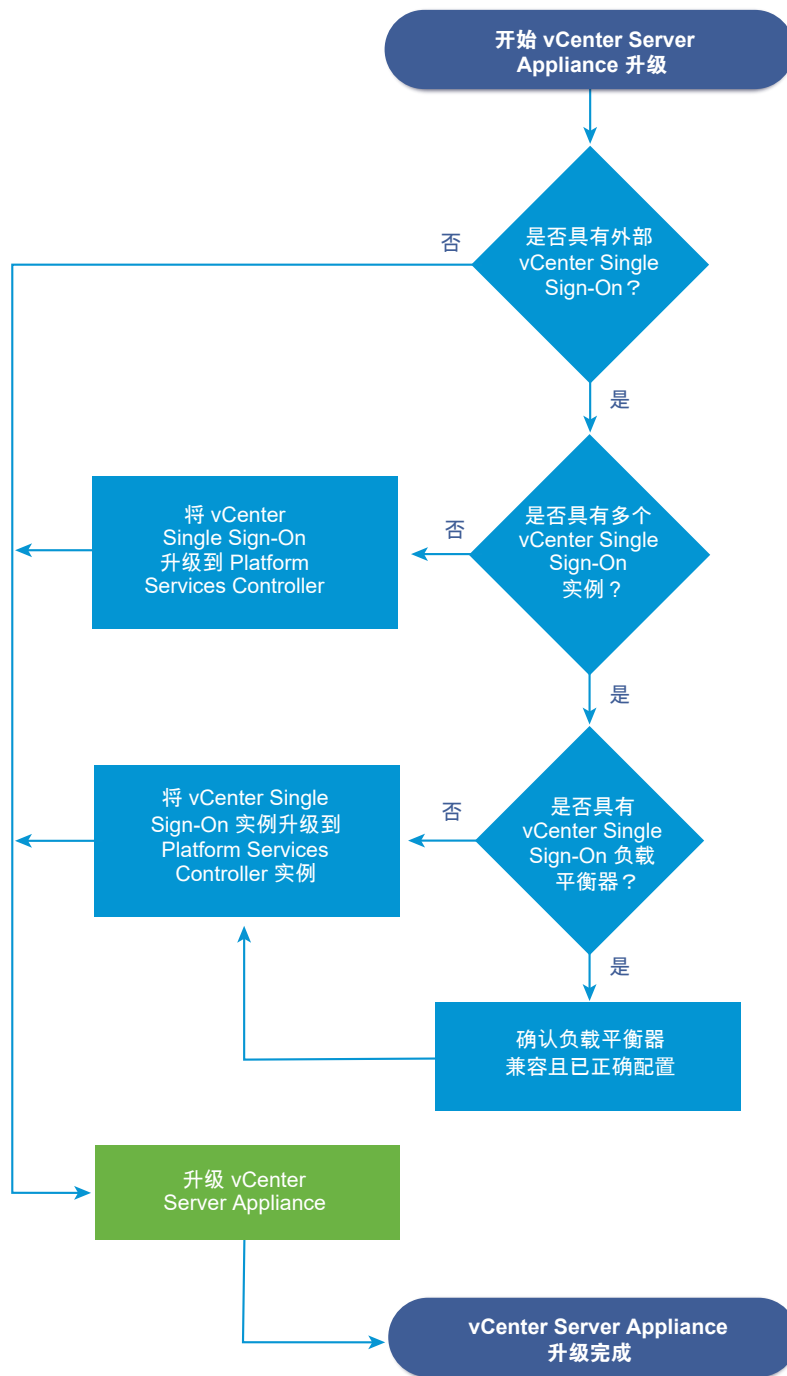 开始 vCenter Server
Appliance 升级
否
是否具有外部
vCenter Single
Sign-On？
是
将 vCenter
Single Sign-On
升级到 Platform
Services Controller
否
是否具有多个
vCenter Single
Sign-On
实例？
是
将 vCenter Single
Sign-On 实例升级到
Platform Services
Controller 实例
否
是否具有
vCenter Single
Sign-On 负载
平衡器？
是
确认负载平衡器
兼容且已正确配置
升级 vCenter
Server Appliance
vCenter Server Appliance
升级完成